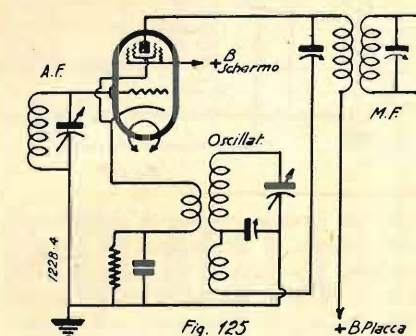 A.F.
+B
Schermo
M.F.
Oscillat.
1228-4
Fig. 125
+B.Placca